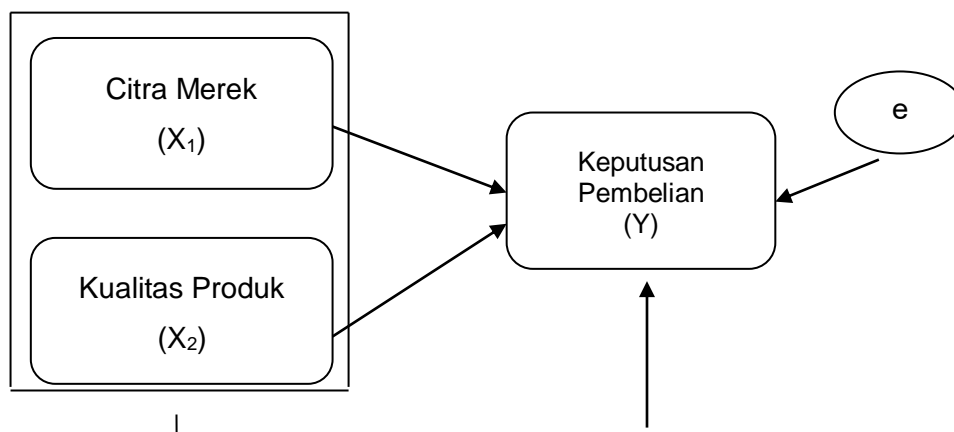 Citra Merek
(X₁)
Keputusan
Pembelian
(Y)
e
Kualitas Produk
(X₂)